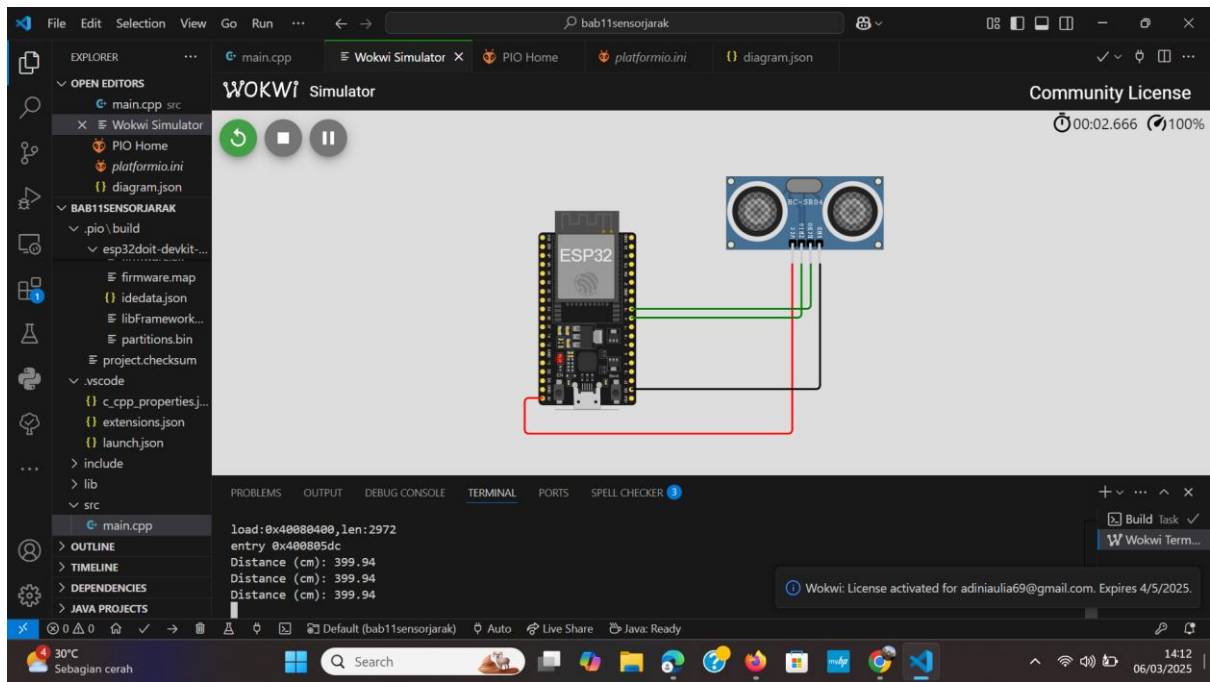 File Edit Selection View Go Run ··· bab11sensorjarak
EXPLORER ···
OPEN EDITORS
main.cpp src
Wokwi Simulator
PIO Home
platformio.ini
diagram.json
BAB11SENSORJARAK
.pio\build
esp32doit-devkit-...
firmware.map
idedata.json
libFramework...
partitions.bin
project.checksum
.vscode
c_cpp_properties.j...
extensions.json
launch.json
include
lib
src
main.cpp
OUTLINE
TIMELINE
DEPENDENCIES
JAVA PROJECTS
1
main.cpp Wokwi Simulator PIO Home platformio.ini diagram.json
WOKWi Simulator
Community License
00:02.666 100%
ESP32
HC-SR04
VCC
TRIG
ECHO
GND
PROBLEMS OUTPUT DEBUG CONSOLE TERMINAL PORTS SPELL CHECKER 3
load:0x40080400,len:2972
entry 0x400805dc
Distance (cm): 399.94
Distance (cm): 399.94
Distance (cm): 399.94
Build Task
Wokwi Term...
Wokwi: License activated for adiniaulia69@gmail.com. Expires 4/5/2025.
0 0 Default (bab11sensorjarak) Auto Live Share Java: Ready
4
30°C
Sebagian cerah
Search
14:12
06/03/2025